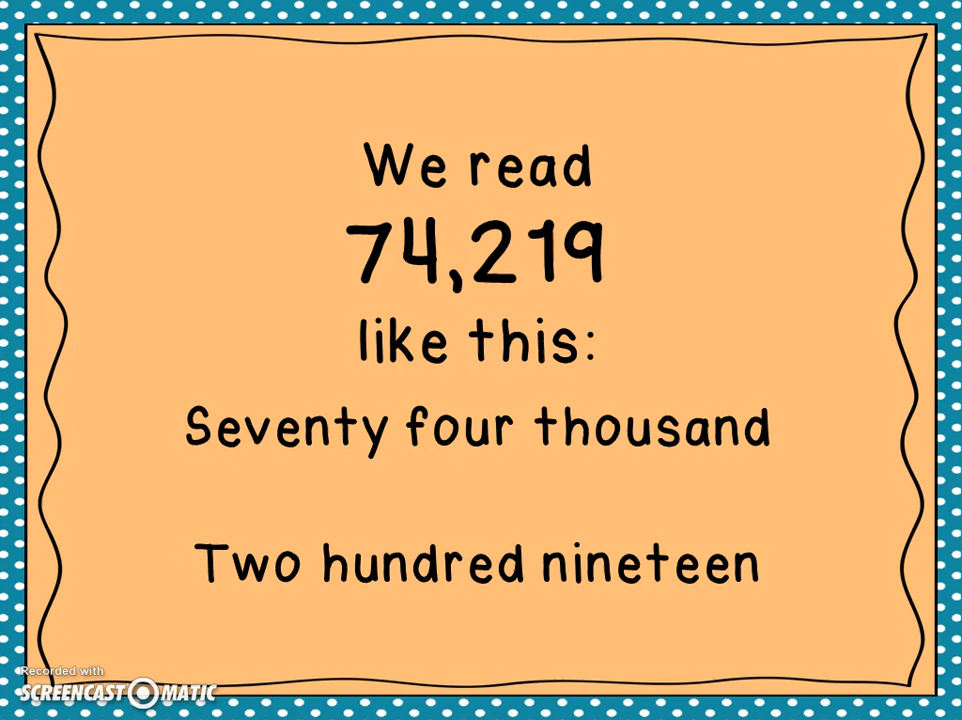 We read
74,219
like this:
Seventy four thousand
Two hundred nineteen
Recorded with
SCREENCAST MATIC